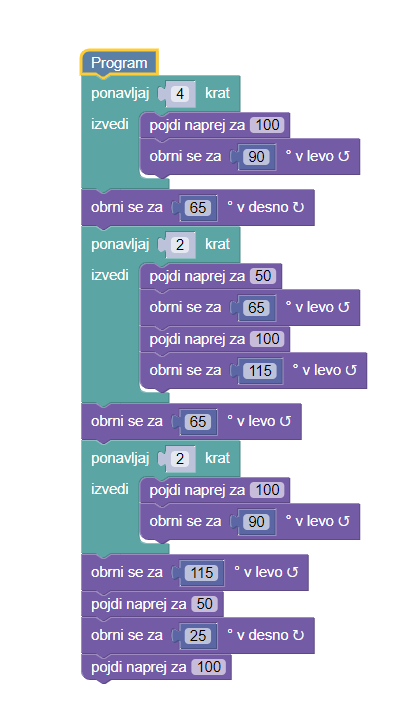 Program
ponavljaj 4 krat
izvedi pojdi naprej za 100
obrni se za 90 ° v levo ↺
obrni se za 65 ° v desno ↻
ponavljaj 2 krat
izvedi pojdi naprej za 50
obrni se za 65 ° v levo ↺
pojdi naprej za 100
obrni se za 115 ° v levo ↺
obrni se za 65 ° v levo ↺
ponavljaj 2 krat
izvedi pojdi naprej za 100
obrni se za 90 ° v levo ↺
obrni se za 115 ° v levo ↺
pojdi naprej za 50
obrni se za 25 ° v desno ↻
pojdi naprej za 100